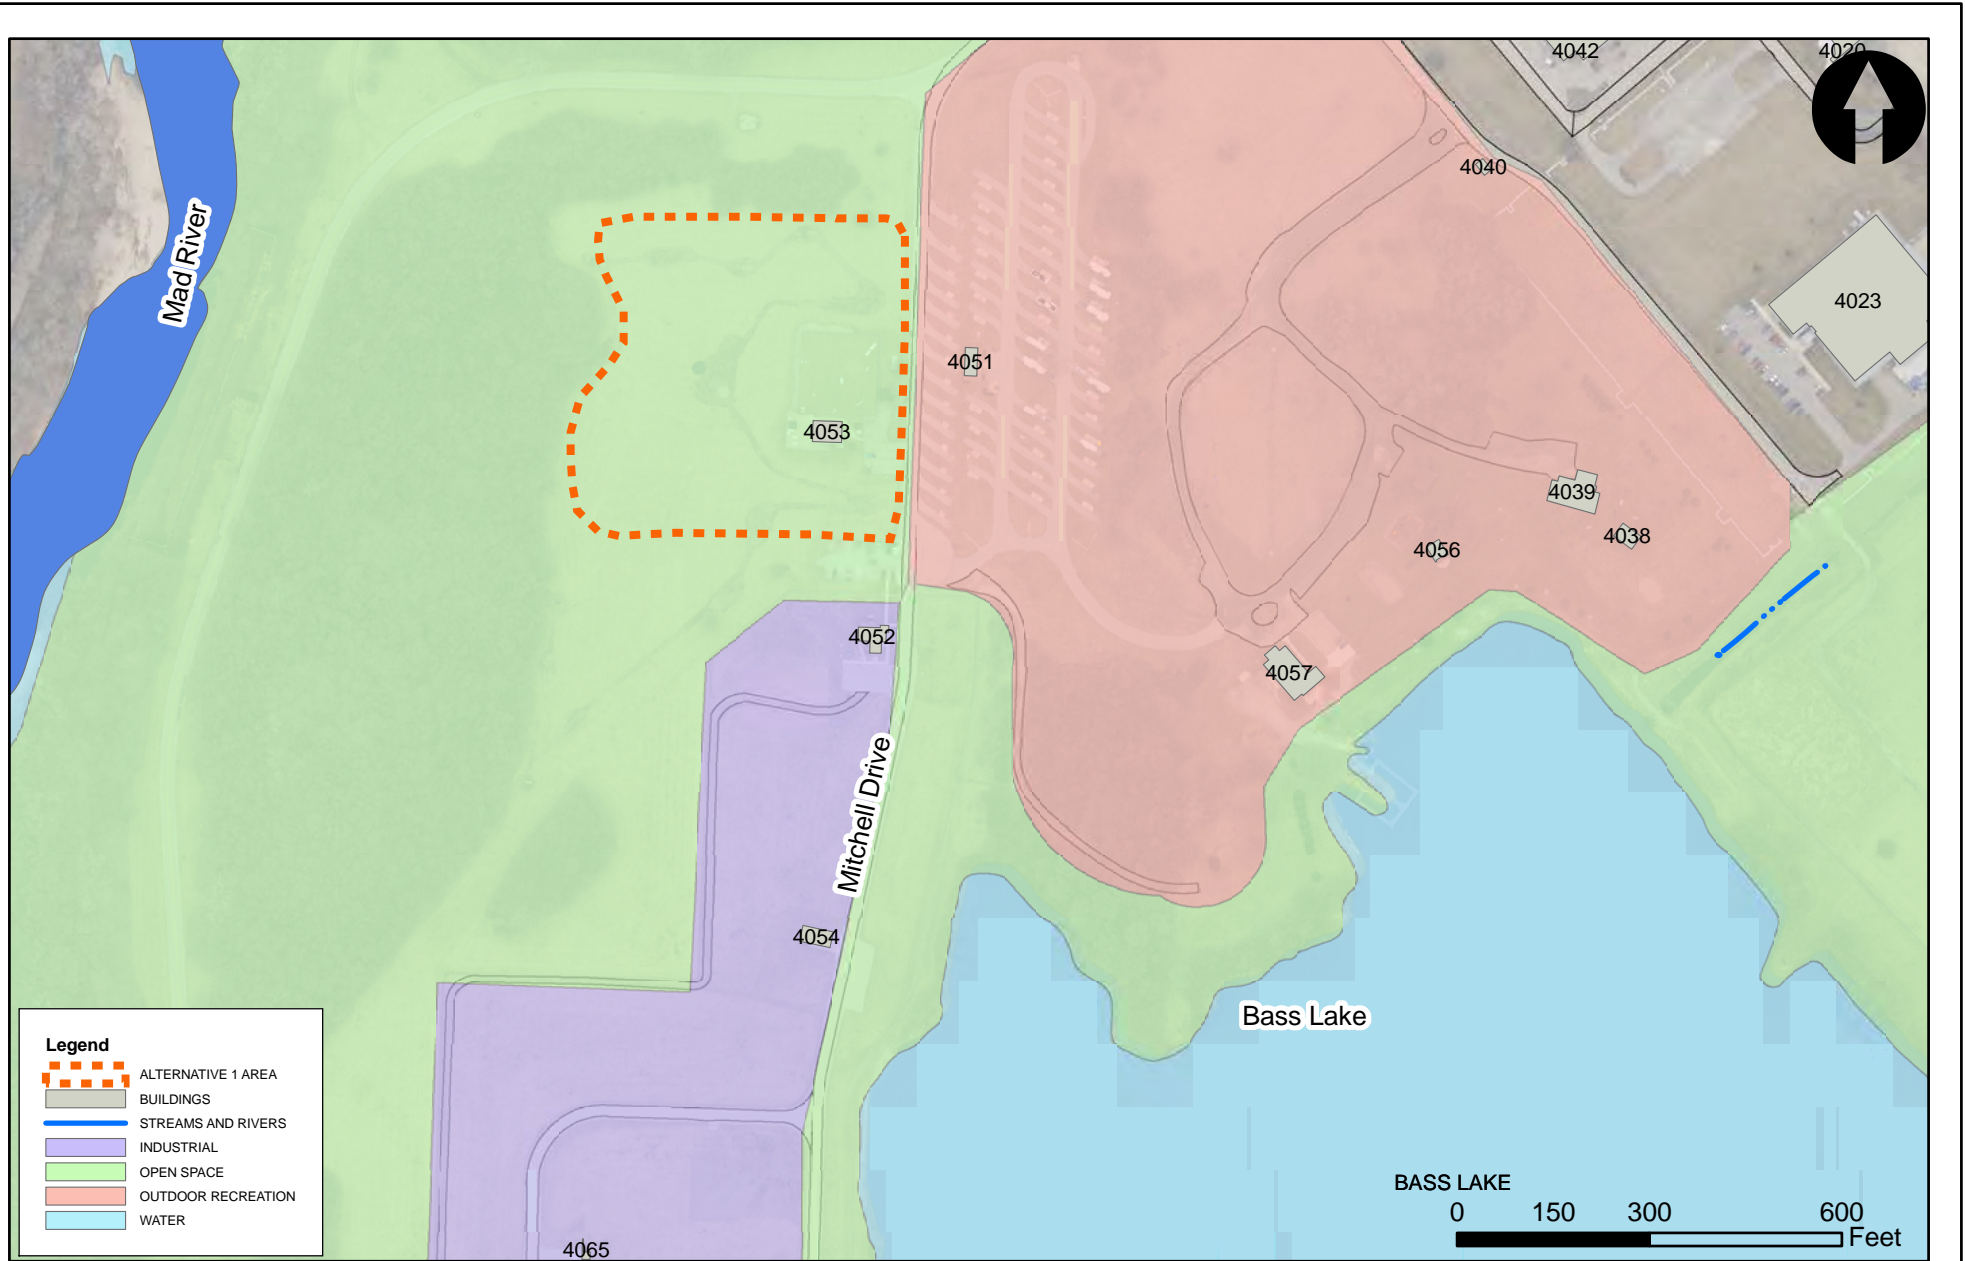 4042
4020
4040
Mad River
4023
4051
4053
4039
4038
4056
4052
4057
Mitchell Drive
4054
Bass Lake
Legend
ALTERNATIVE 1 AREA
BUILDINGS
STREAMS AND RIVERS
INDUSTRIAL
OPEN SPACE
OUTDOOR RECREATION
WATER
BASS LAKE
0 150 300 600
Feet
4065